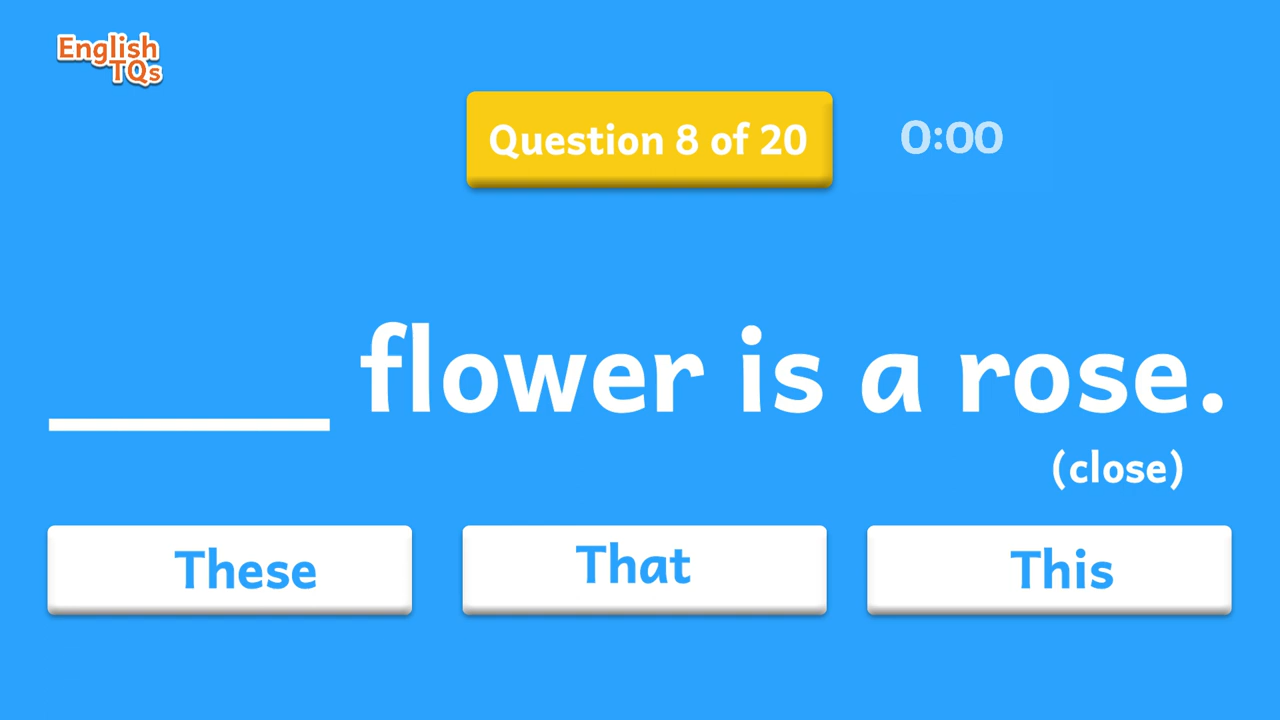 English
TQs
Question 8 of 20
0:00
_____ flower is a rose.
(close)
These
That
This